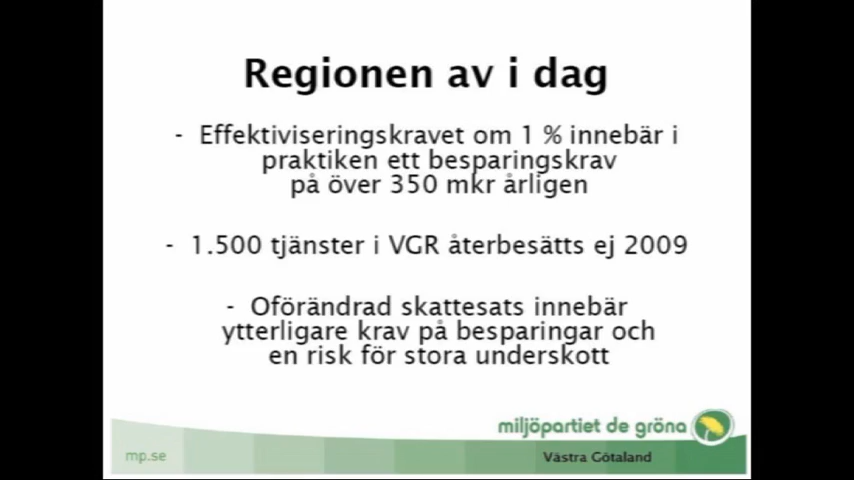 Regionen av i dag
- Effektiviseringskravet om 1 % innebär i
praktiken ett besparingskrav
på över 350 mkr årligen
- 1.500 tjänster i VGR återbesätts ej 2009
- Oförändrad skattesats innebär
ytterligare krav på besparingar och
en risk för stora underskott
miljöpartiet de gröna
mp.se
Västra Götaland